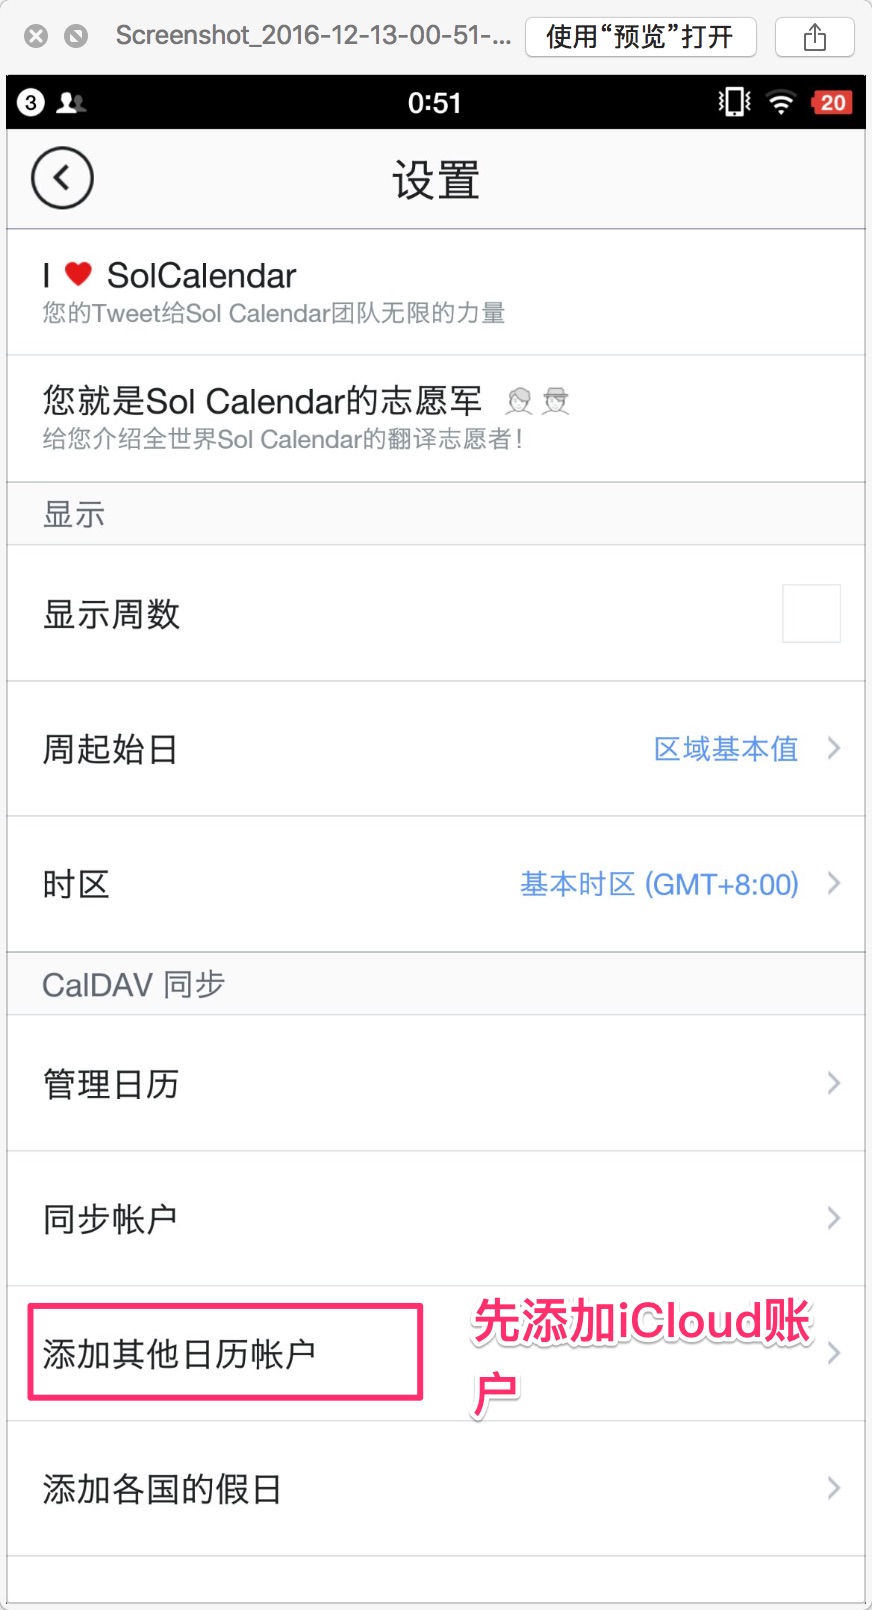 Screenshot_2016-12-13-00-51-...
使用“预览”打开
3
0:51
20
设置
I ❤ SolCalendar
您的Tweet给Sol Calendar团队无限的力量
您就是Sol Calendar的志愿军
给您介绍全世界Sol Calendar的翻译志愿者！
显示
显示周数
周起始日
区域基本值
时区
基本时区 (GMT+8:00)
CalDAV 同步
管理日历
同步帐户
添加其他日历帐户
先添加iCloud账
户
添加各国的假日